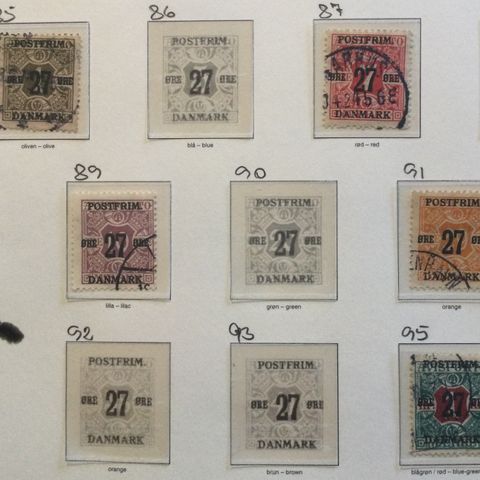 85 86 87
POSTFRIM. POSTFRIM. POSTFRIM.
ØRE 27 ØRE ØRE 27 ØRE ØRE 27 ØRE
DANMARK DANMARK DANMARK
oliven – olive blå – blue rød – red
89 90 91
POSTFRIM. POSTFRIM. POSTFRIM.
ØRE 27 ØRE ØRE 27 ØRE ØRE 27
DANMARK DANMARK DANMARK
lilla – lilac grøn – green orange
92 93 95
POSTFRIM. POSTFRIM.
ØRE 27 ØRE ØRE 27 ØRE 27
DANMARK DANMARK DANMARK
orange brun – brown blågrøn / rød – blue-green